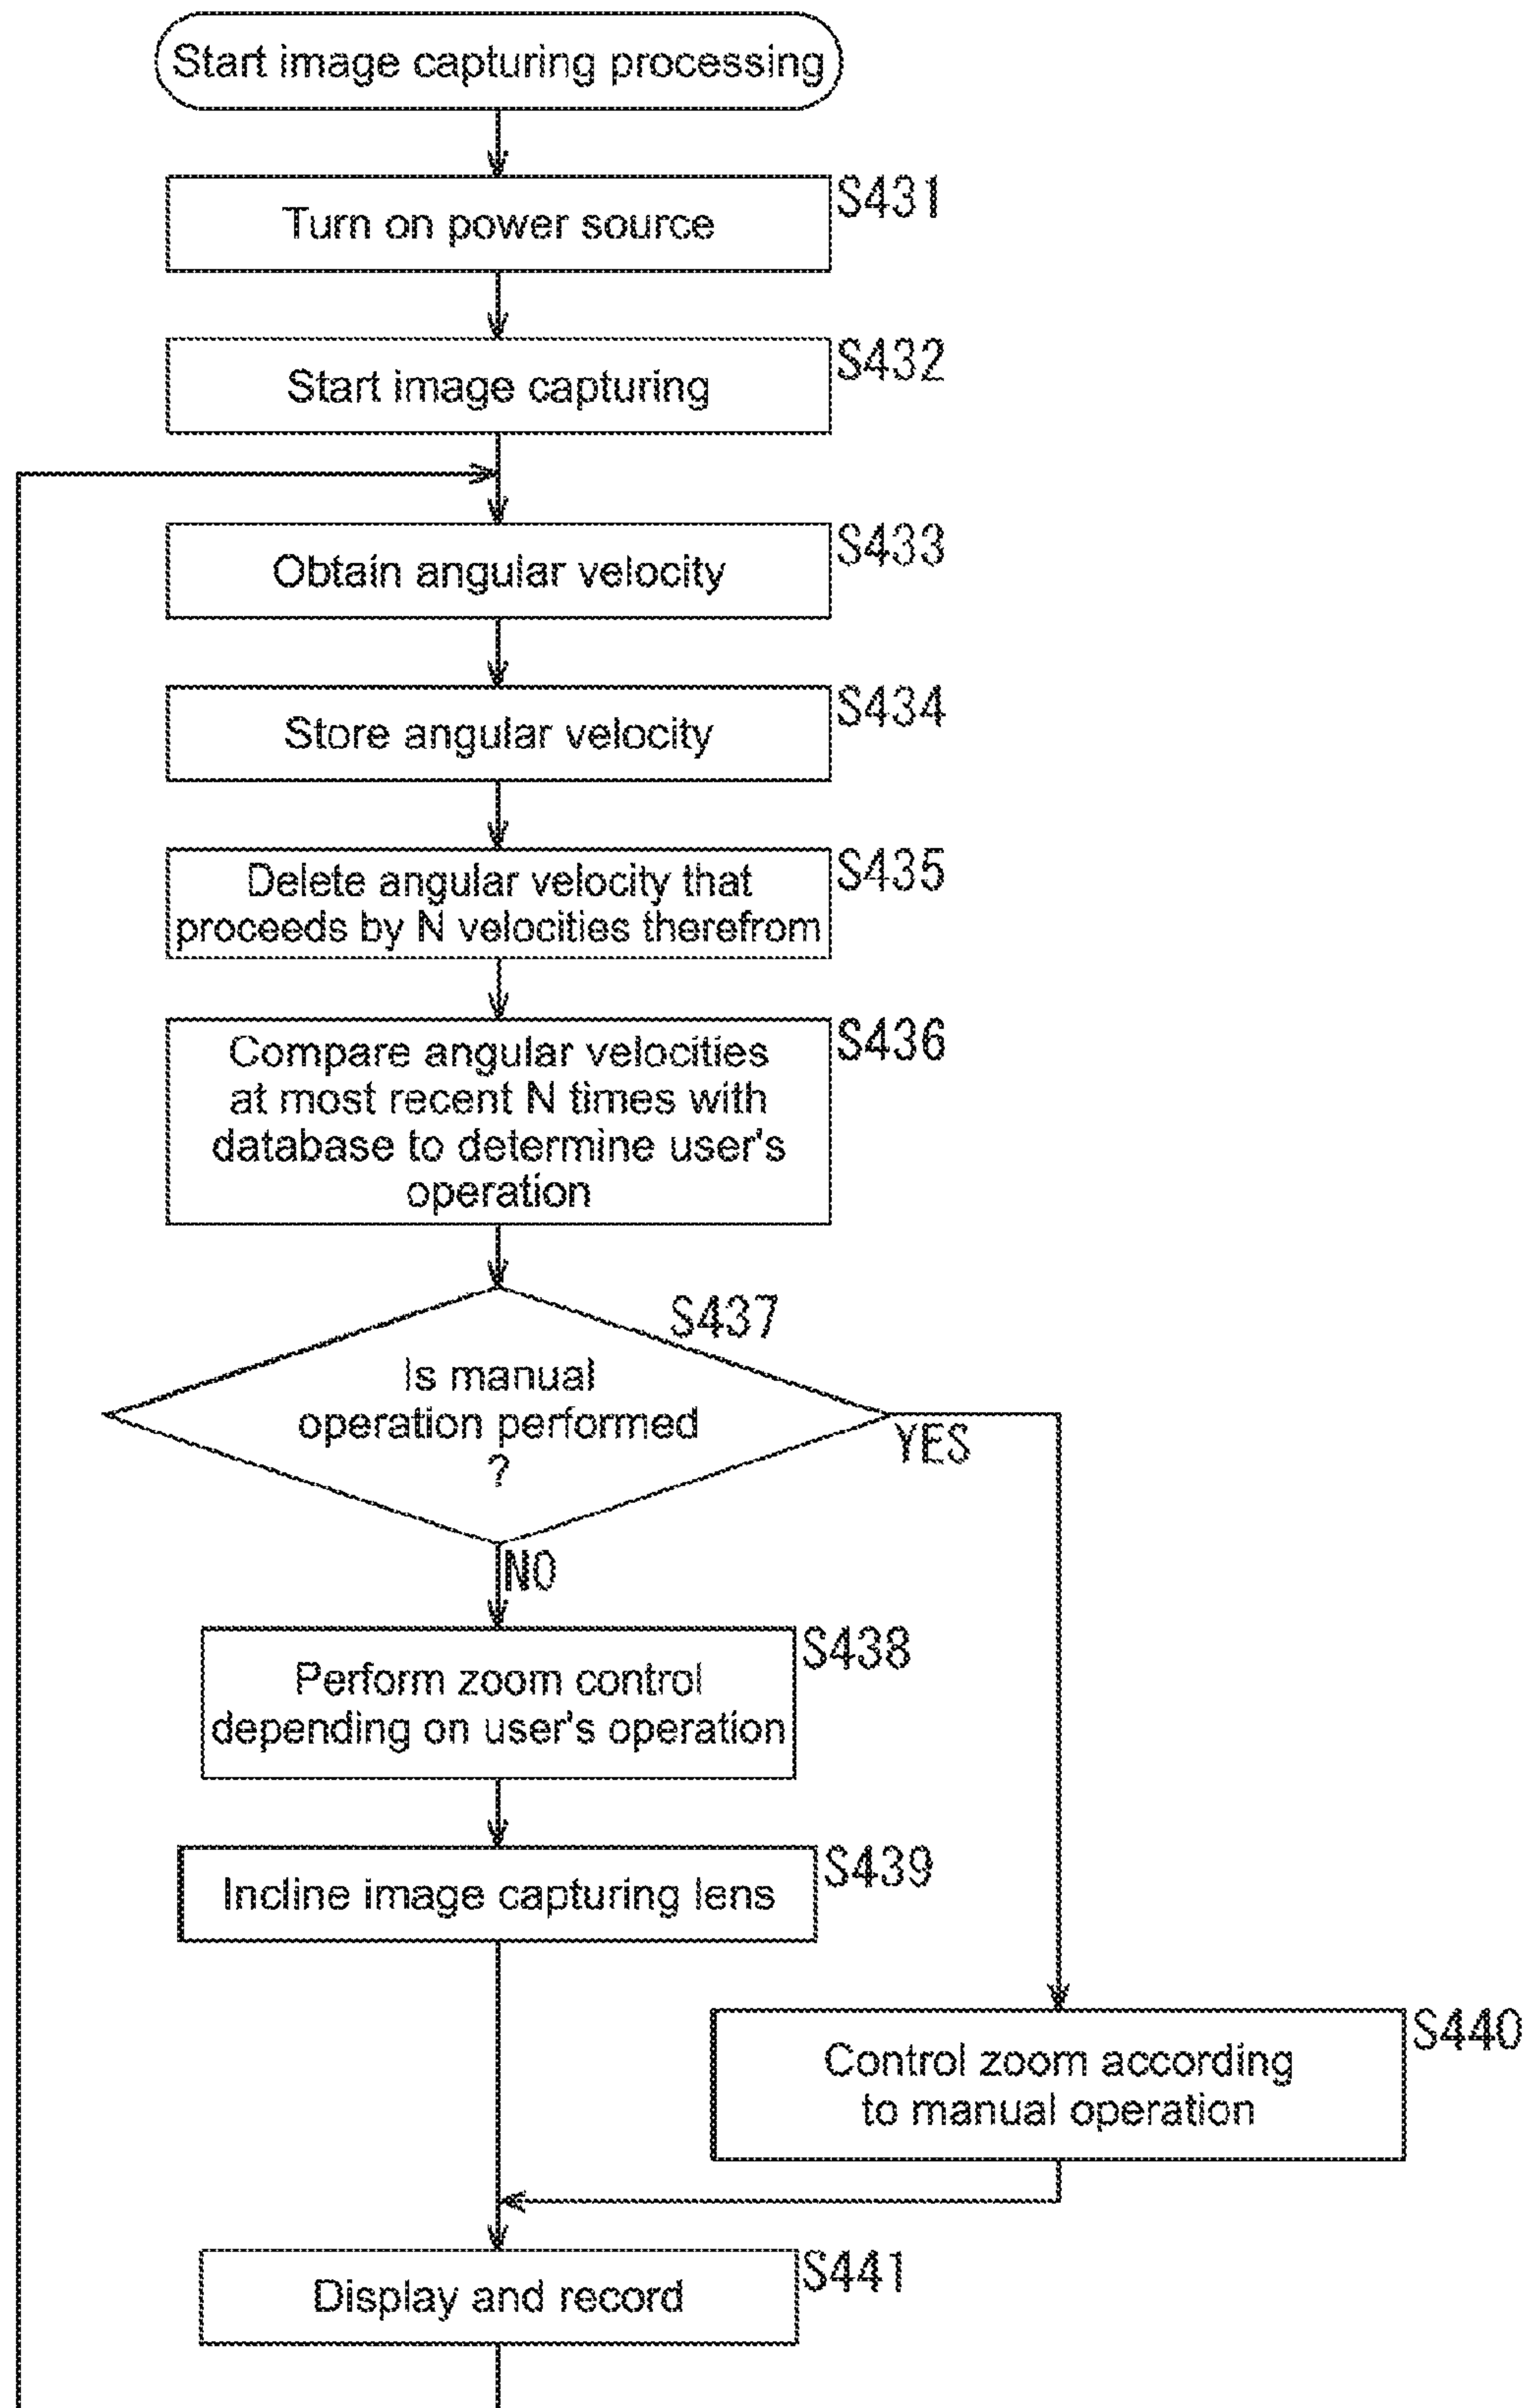 Start image capturing processing
S431
Turn on power source
S432
Start image capturing
S433
Obtain angular velocity
S434
Store angular velocity
S435
Delete angular velocity that
proceeds by N velocities therefrom
S436
Compare angular velocities
at most recent N times with
database to determine user's
operation
S437
Is manual
operation performed
?
YES
NO
S438
Perform zoom control
depending on user's operation
S439
Incline image capturing lens
S440
Control zoom according
to manual operation
S441
Display and record